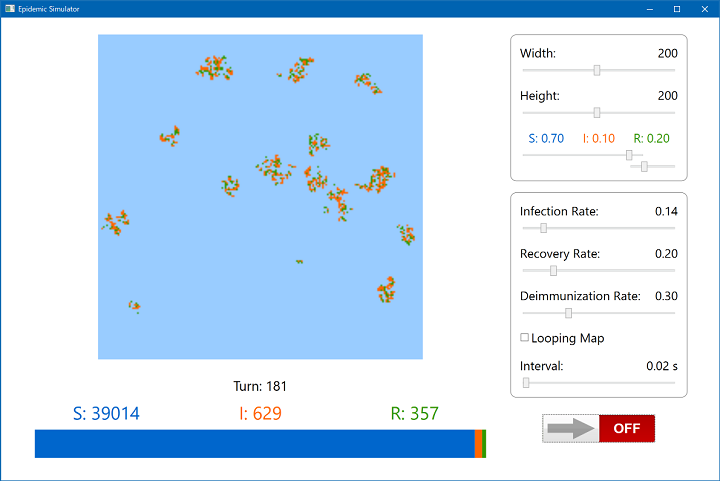 Epidemic Simulator
Width: 200
Height: 200
S: 0.70 I: 0.10 R: 0.20
Infection Rate: 0.14
Recovery Rate: 0.20
Deimmunization Rate: 0.30
Looping Map
Interval: 0.02 s
OFF
Turn: 181
S: 39014 I: 629 R: 357